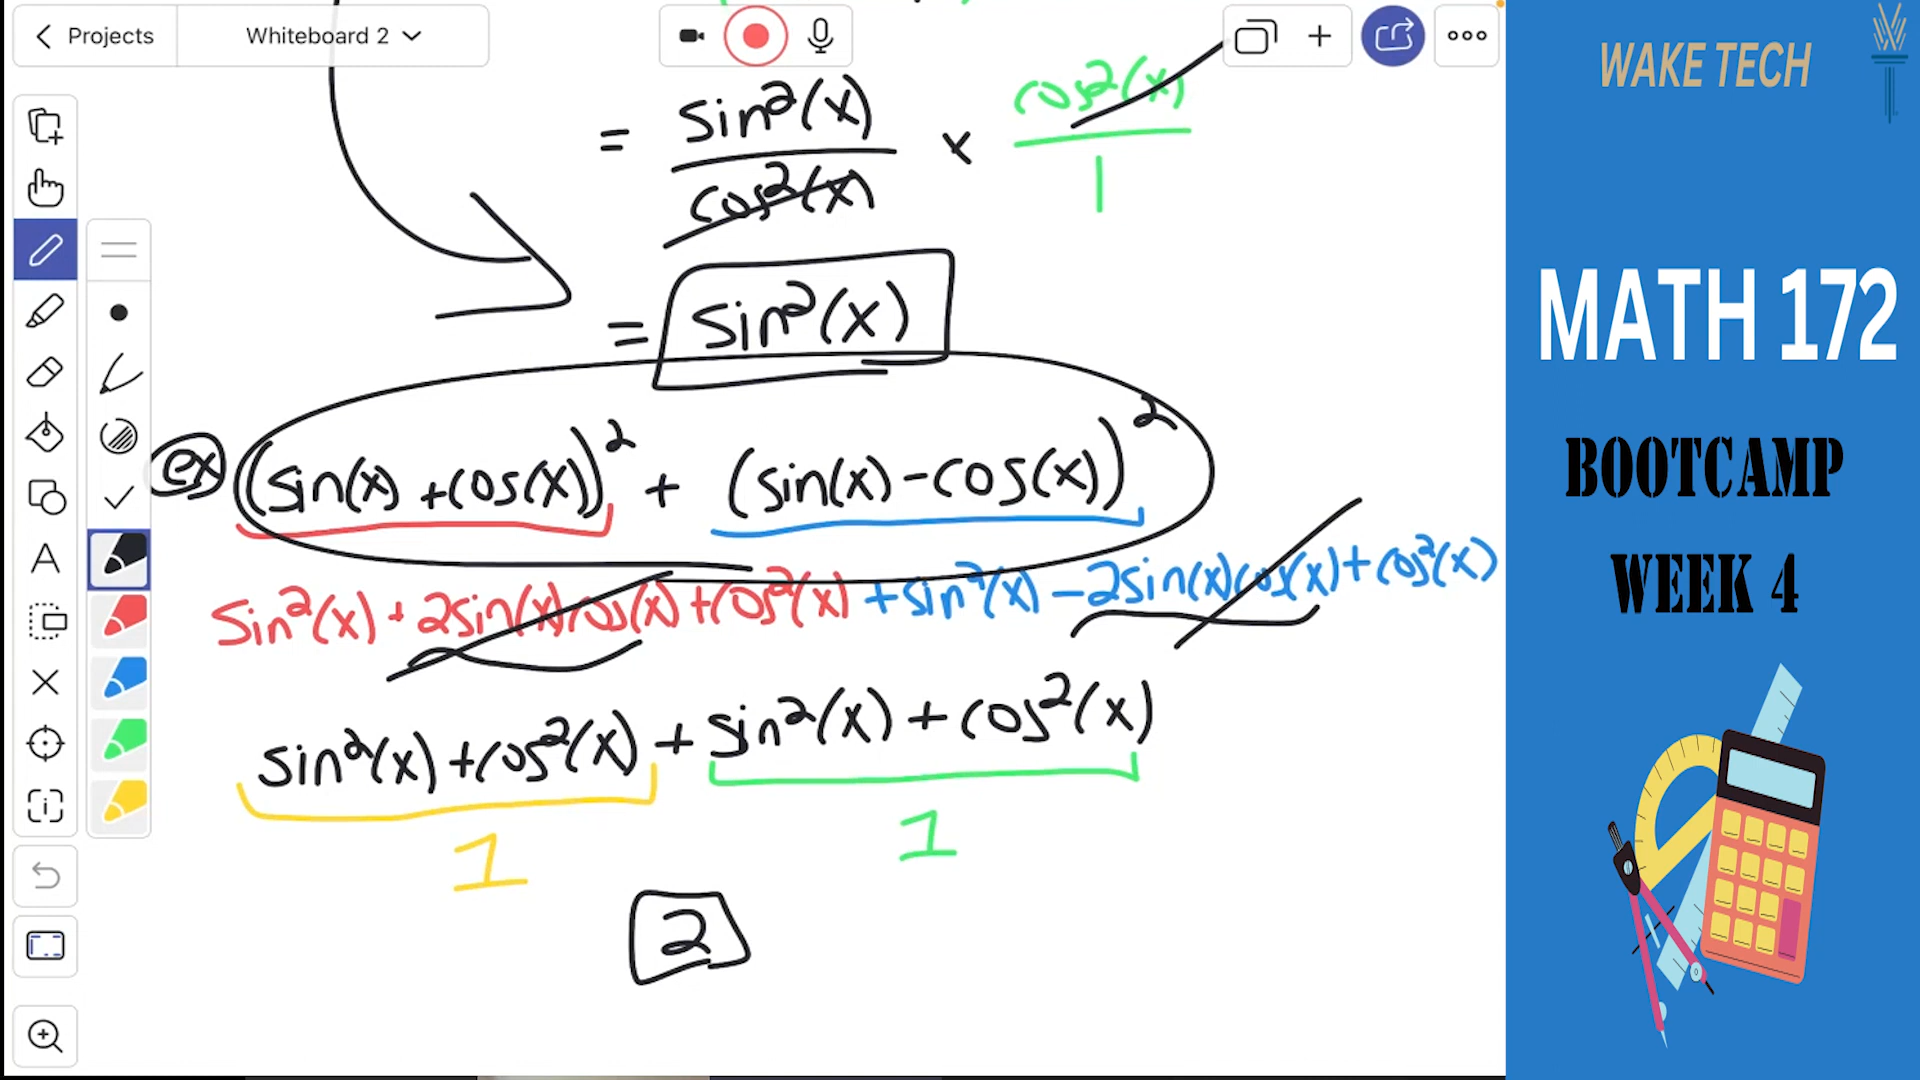 Projects
Whiteboard 2
= sin²(x)/cos²(x) x cos²(x)/1
= sin²(x)
ex (sin(x) + cos(x))² + (sin(x) - cos(x))²
sin²(x) + 2sin(x)cos(x) + cos²(x) + sin²(x) - 2sin(x)cos(x) + cos²(x)
sin²(x) + cos²(x) + sin²(x) + cos²(x)
1 1
2
A
WAKE TECH
MATH 172
BOOTCAMP
WEEK 4